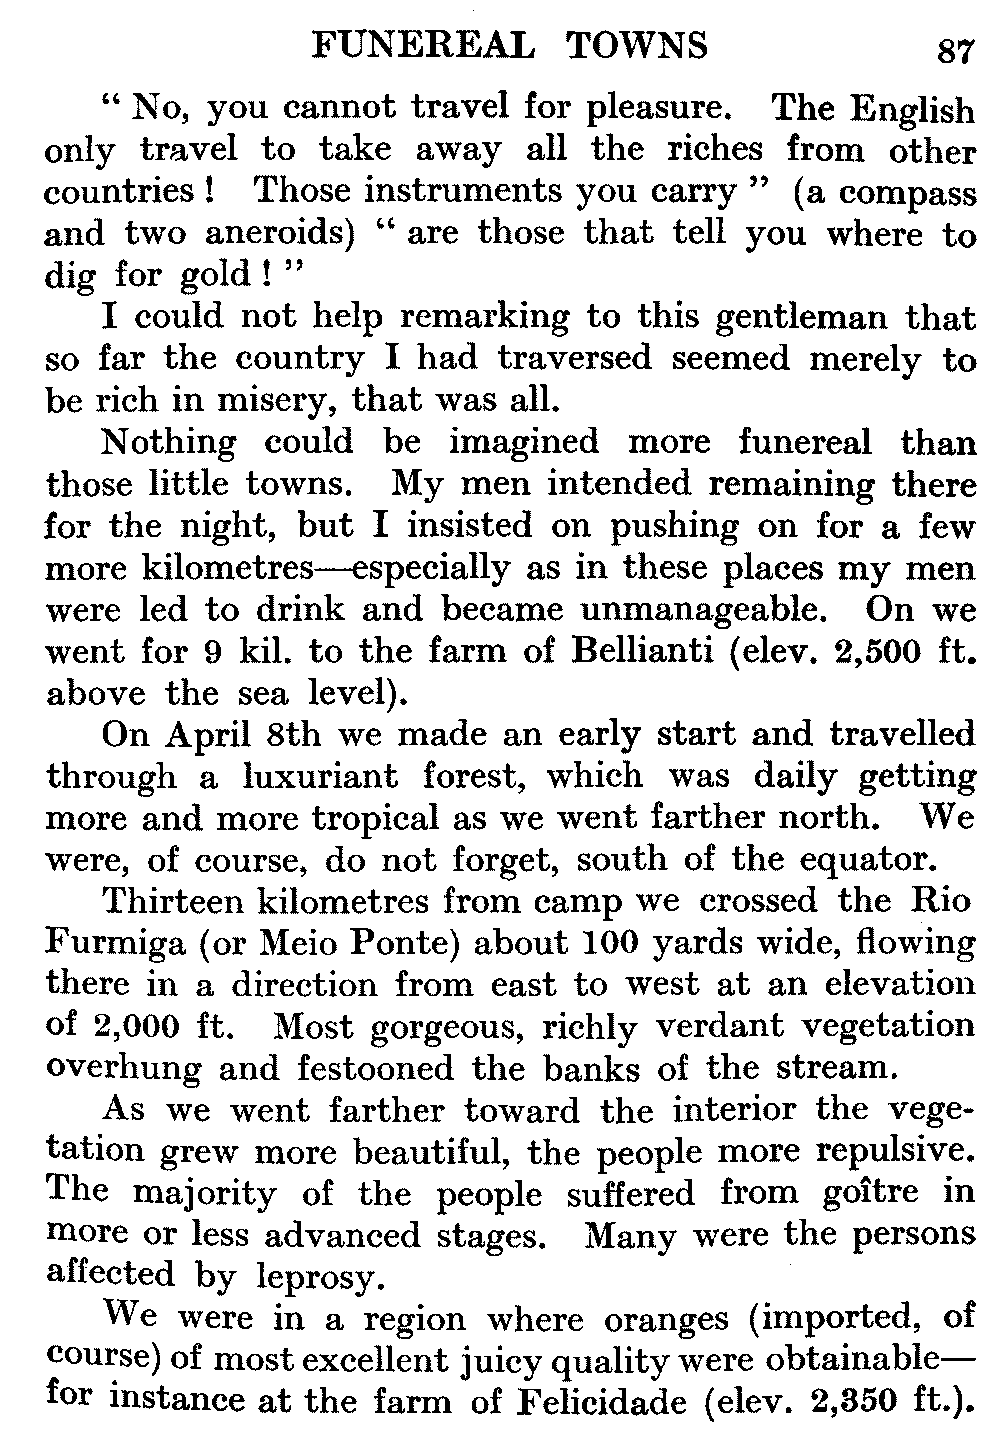 FUNEREAL TOWNS 87
“ No, you cannot travel for pleasure. The English
only travel to take away all the riches from other
countries ! Those instruments you carry ” (a compass
and two aneroids) “ are those that tell you where to
dig for gold ! ”
I could not help remarking to this gentleman that
so far the country I had traversed seemed merely to
be rich in misery, that was all.
Nothing could be imagined more funereal than
those little towns. My men intended remaining there
for the night, but I insisted on pushing on for a few
more kilometres—especially as in these places my men
were led to drink and became unmanageable. On we
went for 9 kil. to the farm of Bellianti (elev. 2,500 ft.
above the sea level).
On April 8th we made an early start and travelled
through a luxuriant forest, which was daily getting
more and more tropical as we went farther north. We
were, of course, do not forget, south of the equator.
Thirteen kilometres from camp we crossed the Rio
Furmiga (or Meio Ponte) about 100 yards wide, flowing
there in a direction from east to west at an elevation
of 2,000 ft. Most gorgeous, richly verdant vegetation
overhung and festooned the banks of the stream.
As we went farther toward the interior the vege-
tation grew more beautiful, the people more repulsive.
The majority of the people suffered from goître in
more or less advanced stages. Many were the persons
affected by leprosy.
We were in a region where oranges (imported, of
course) of most excellent juicy quality were obtainable—
for instance at the farm of Felicidade (elev. 2,350 ft.).